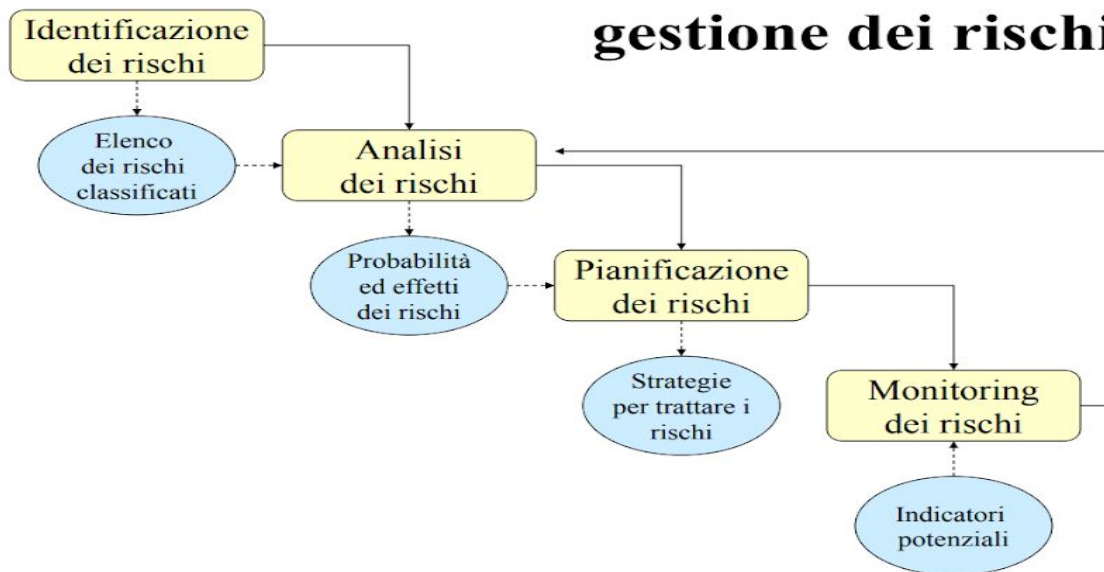 gestione dei rischi
Identificazione
dei rischi
Elenco
dei rischi
classificati
Analisi
dei rischi
Probabilità
ed effetti
dei rischi
Pianificazione
dei rischi
Strategie
per trattare i
rischi
Monitoring
dei rischi
Indicatori
potenziali